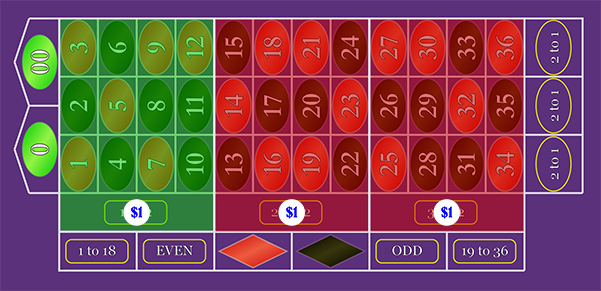 00
3 6 9 12 15 18 21 24 27 30 33 36 2 to 1
2 5 8 11 14 17 20 23 26 29 32 35 2 to 1
0
1 4 7 10 13 16 19 22 25 28 31 34 2 to 1
$1 $1 $1
1 to 18 EVEN ODD 19 to 36